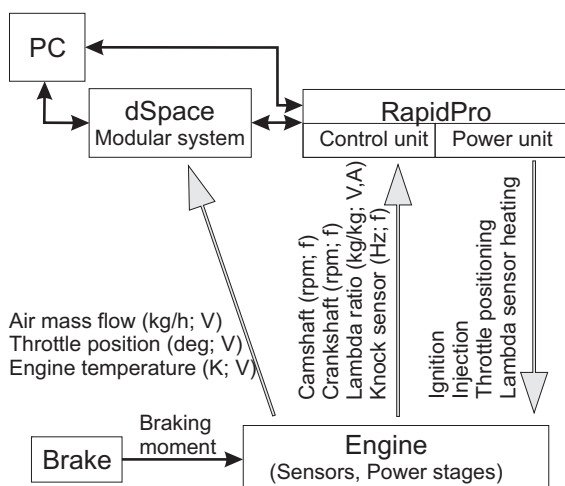 PC
dSpace
Modular system
RapidPro
Control unit
Power unit
Air mass flow (kg/h; V)
Throttle position (deg; V)
Engine temperature (K; V)
Camshaft (rpm; f)
Crankshaft (rpm; f)
Lambda ratio (kg/kg; V,A)
Knock sensor (Hz; f)
Ignition
Injection
Throttle positioning
Lambda sensor heating
Braking
moment
Brake
Engine
(Sensors, Power stages)